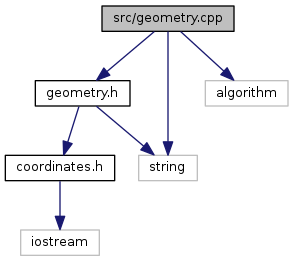 src/geometry.cpp
geometry.h
algorithm
coordinates.h
string
iostream